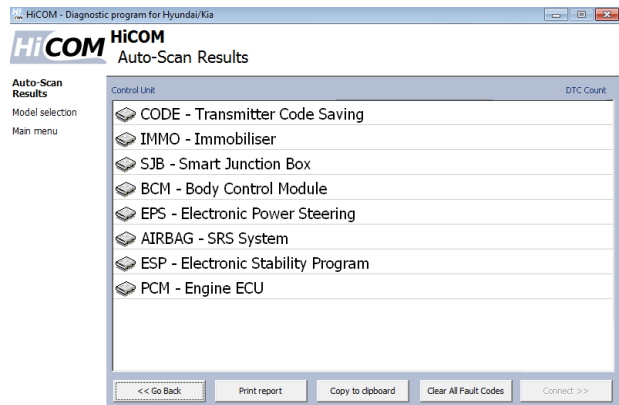 HiCOM - Diagnostic program for Hyundai/Kia
HiCOM
HiCOM
Auto-Scan Results
Auto-Scan
Results
Model selection
Main menu
Control Unit DTC Count
CODE - Transmitter Code Saving
IMMO - Immobiliser
SJB - Smart Junction Box
BCM - Body Control Module
EPS - Electronic Power Steering
AIRBAG - SRS System
ESP - Electronic Stability Program
PCM - Engine ECU
<< Go Back Print report Copy to clipboard Clear All Fault Codes Connect >>